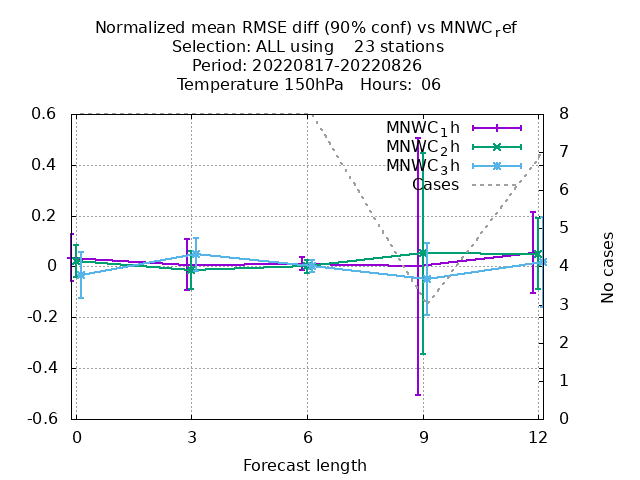 Normalized mean RMSE diff (90% conf) vs MNWC_ref
Selection: ALL using 23 stations
Period: 20220817-20220826
Temperature 150hPa Hours: 06
0.6
0.4
0.2
0
-0.2
-0.4
-0.6
8
7
6
5
4
3
2
1
0
MNWC_1h
MNWC_2h
MNWC_3h
Cases
No cases
0 3 6 9 12
Forecast length